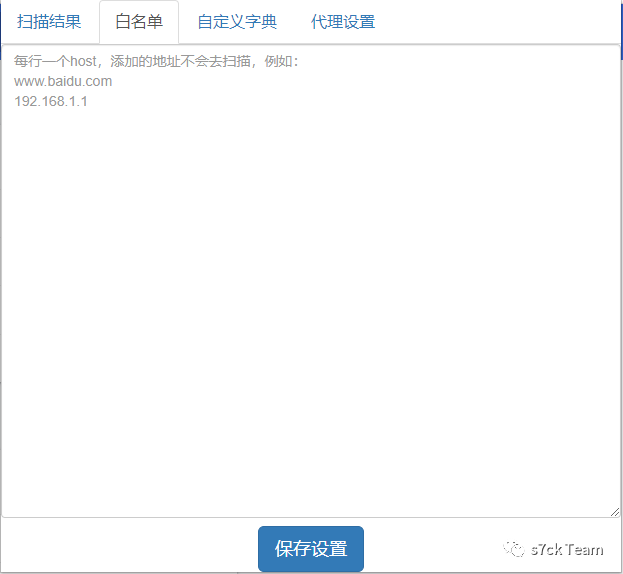 扫描结果 白名单 自定义字典 代理设置
每行一个host，添加的地址不会去扫描，例如：
www.baidu.com
192.168.1.1
保存设置
s7ck Team